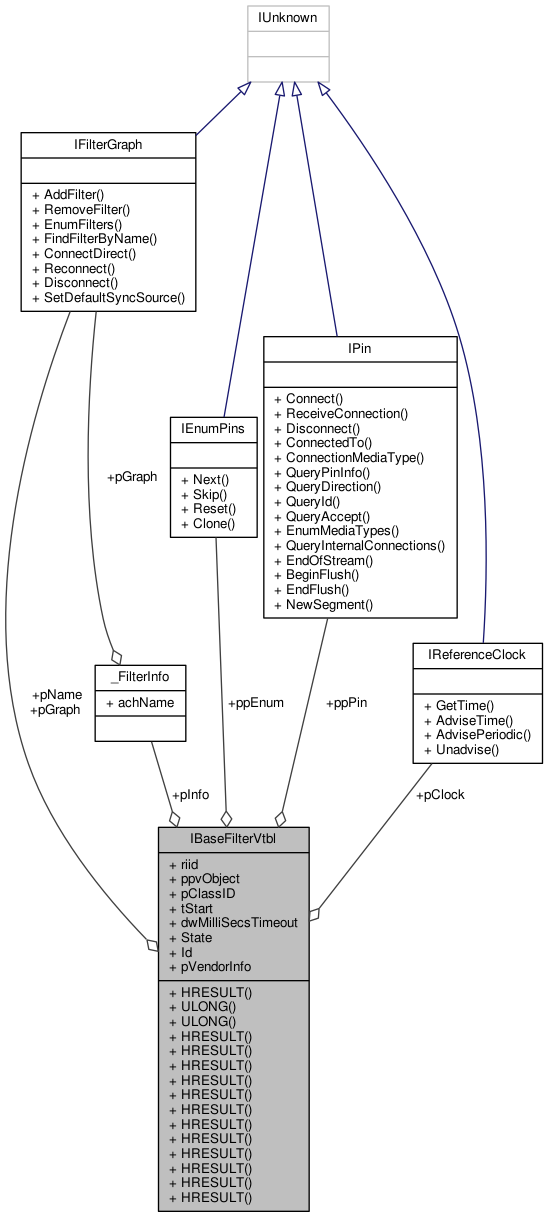 IUnknown
IFilterGraph
+ AddFilter()
+ RemoveFilter()
+ EnumFilters()
+ FindFilterByName()
+ ConnectDirect()
+ Reconnect()
+ Disconnect()
+ SetDefaultSyncSource()
IPin
+ Connect()
+ ReceiveConnection()
+ Disconnect()
+ ConnectedTo()
+ ConnectionMediaType()
+ QueryPinInfo()
+ QueryDirection()
+ QueryId()
+ QueryAccept()
+ EnumMediaTypes()
+ QueryInternalConnections()
+ EndOfStream()
+ BeginFlush()
+ EndFlush()
+ NewSegment()
IEnumPins
+ Next()
+ Skip()
+ Reset()
+ Clone()
+pGraph
IReferenceClock
+ GetTime()
+ AdviseTime()
+ AdvisePeriodic()
+ Unadvise()
_FilterInfo
+ achName
+pName
+pGraph
+ppEnum
+ppPin
+pInfo
+pClock
IBaseFilterVtbl
+ riid
+ ppvObject
+ pClassID
+ tStart
+ dwMilliSecsTimeout
+ State
+ Id
+ pVendorInfo
+ HRESULT()
+ ULONG()
+ ULONG()
+ HRESULT()
+ HRESULT()
+ HRESULT()
+ HRESULT()
+ HRESULT()
+ HRESULT()
+ HRESULT()
+ HRESULT()
+ HRESULT()
+ HRESULT()
+ HRESULT()
+ HRESULT()